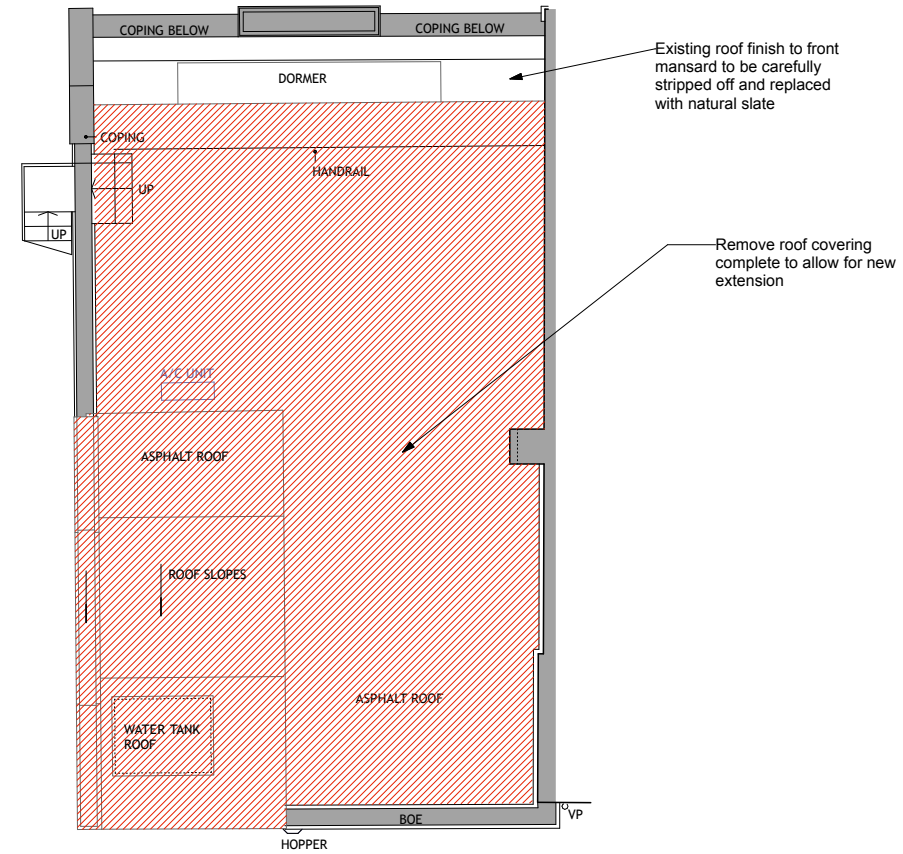 COPING BELOW
COPING BELOW
Existing roof finish to front
mansard to be carefully
stripped off and replaced
with natural slate
DORMER
COPING
HANDRAIL
UP
UP
Remove roof covering
complete to allow for new
extension
A/C UNIT
ASPHALT ROOF
ROOF SLOPES
ASPHALT ROOF
WATER TANK
ROOF
BOE
VP
HOPPER